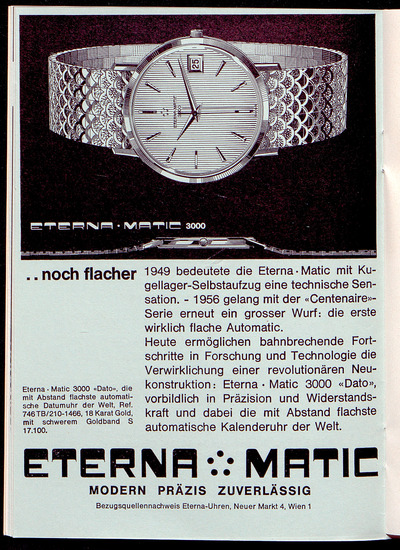 25
ETERNA·MATIC 3000
..noch flacher
1949 bedeutete die Eterna·Matic mit Ku-
gellager-Selbstaufzug eine technische Sen-
sation. - 1956 gelang mit der «Centenaire»-
Serie erneut ein grosser Wurf: die erste
wirklich flache Automatic.
Heute ermöglichen bahnbrechende Fort-
schritte in Forschung und Technologie die
Verwirklichung einer revolutionären Neu-
konstruktion: Eterna · Matic 3000 «Dato»,
vorbildlich in Präzision und Widerstands-
kraft und dabei die mit Abstand flachste
automatische Kalenderuhr der Welt.
Eterna · Matic 3000 «Dato», die
mit Abstand flachste automati-
sche Datumuhr der Welt, Ref.
746 TB/210-1466, 18 Karat Gold,
mit schwerem Goldband S
17.100.
ETERNA MATIC
MODERN PRÄZIS ZUVERLÄSSIG
Bezugsquellennachweis Eterna-Uhren, Neuer Markt 4, Wien 1